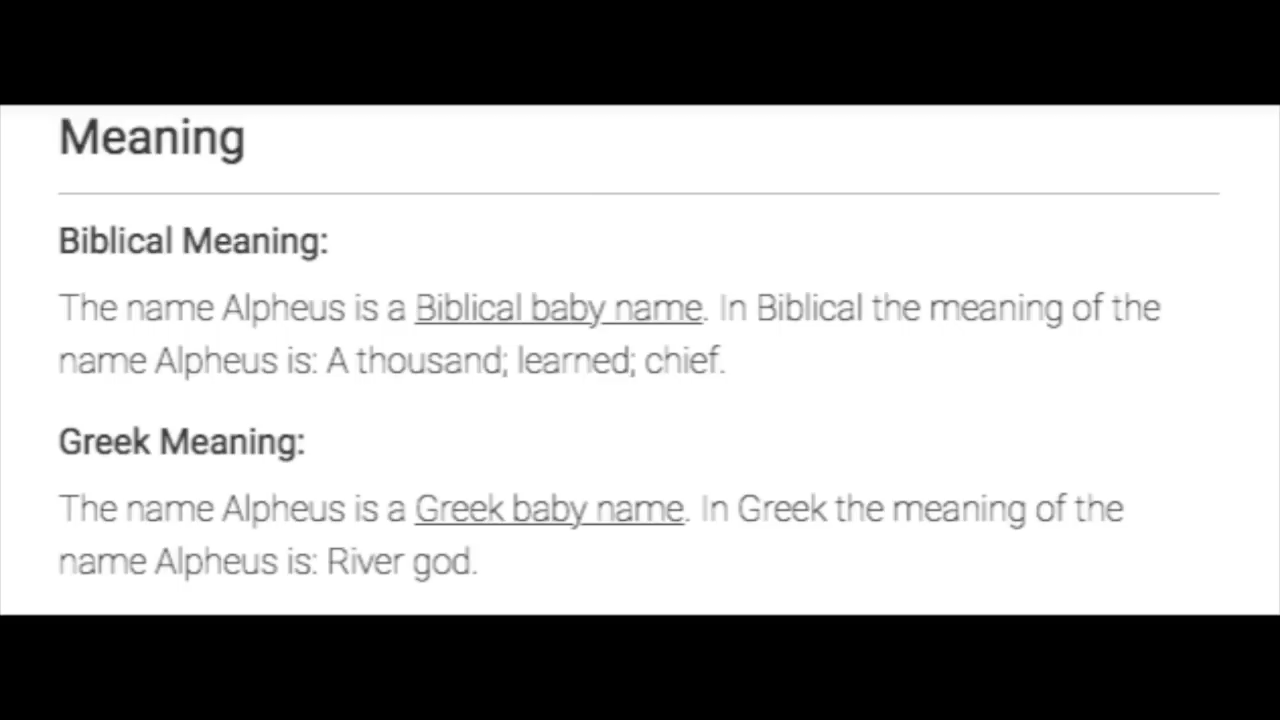 Meaning
Biblical Meaning:
The name Alpheus is a Biblical baby name. In Biblical the meaning of the
name Alpheus is: A thousand; learned; chief.
Greek Meaning:
The name Alpheus is a Greek baby name. In Greek the meaning of the
name Alpheus is: River god.